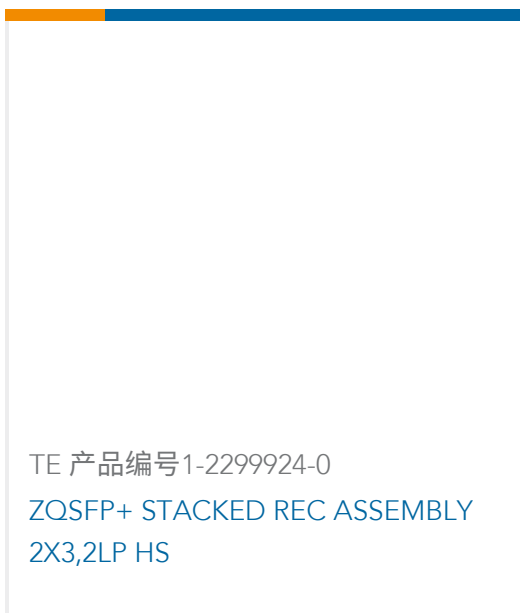 TE 产品编号1-2299924-0
ZQSFP+ STACKED REC ASSEMBLY
2X3,2LP HS